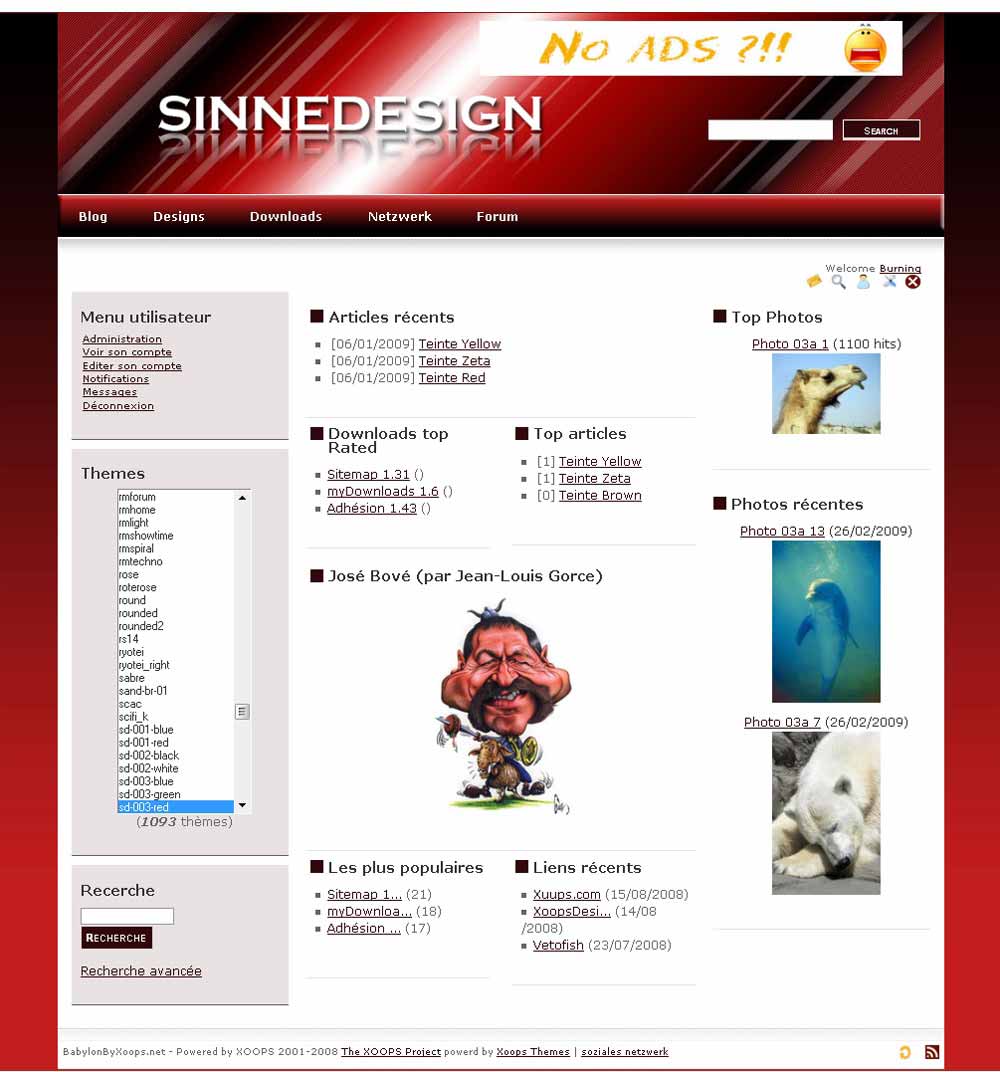 No ADS ?!!
SINNEDESIGN
SEARCH
Blog Designs Downloads Netzwerk Forum
Welcome Burning
Menu utilisateur
Administration
Voir son compte
Editer son compte
Notifications
Messages
Déconnexion
Themes
rmforum
rmhome
rmlight
rmshowtime
rmspiral
rmtechno
rose
roterose
round
rounded
rounded2
rs14
ryotei
ryotei_right
sabre
sand-br-01
scac
scifi_k
sd-001-blue
sd-001-red
sd-002-black
sd-002-white
sd-003-blue
sd-003-green
sd-003-red
(1093 thèmes)
Recerche
RECHERCHE
Recherche avancée
Articles récents
[06/01/2009] Teinte Yellow
[06/01/2009] Teinte Zeta
[06/01/2009] Teinte Red
Downloads top
Rated
Sitemap 1.31 ()
myDownloads 1.6 ()
Adhésion 1.43 ()
Top articles
[1] Teinte Yellow
[1] Teinte Zeta
[0] Teinte Brown
José Bové (par Jean-Louis Gorce)
Les plus populaires
Sitemap 1... (21)
myDownloa... (18)
Adhésion ... (17)
Liens récents
Xuups.com (15/08/2008)
XoopsDesi... (14/08
/2008)
Vetofish (23/07/2008)
Top Photos
Photo 03a 1 (1100 hits)
Photos récentes
Photo 03a 13 (26/02/2009)
Photo 03a 7 (26/02/2009)
BabylonByXoops.net - Powered by XOOPS 2001-2008 The XOOPS Project powerd by Xoops Themes | soziales netzwerk